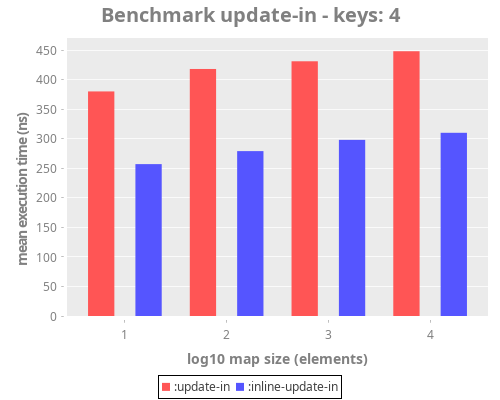 Benchmark update-in - keys: 4
mean execution time (ns)
450
400
350
300
250
200
150
100
50
0
1 2 3 4
log10 map size (elements)
:update-in :inline-update-in